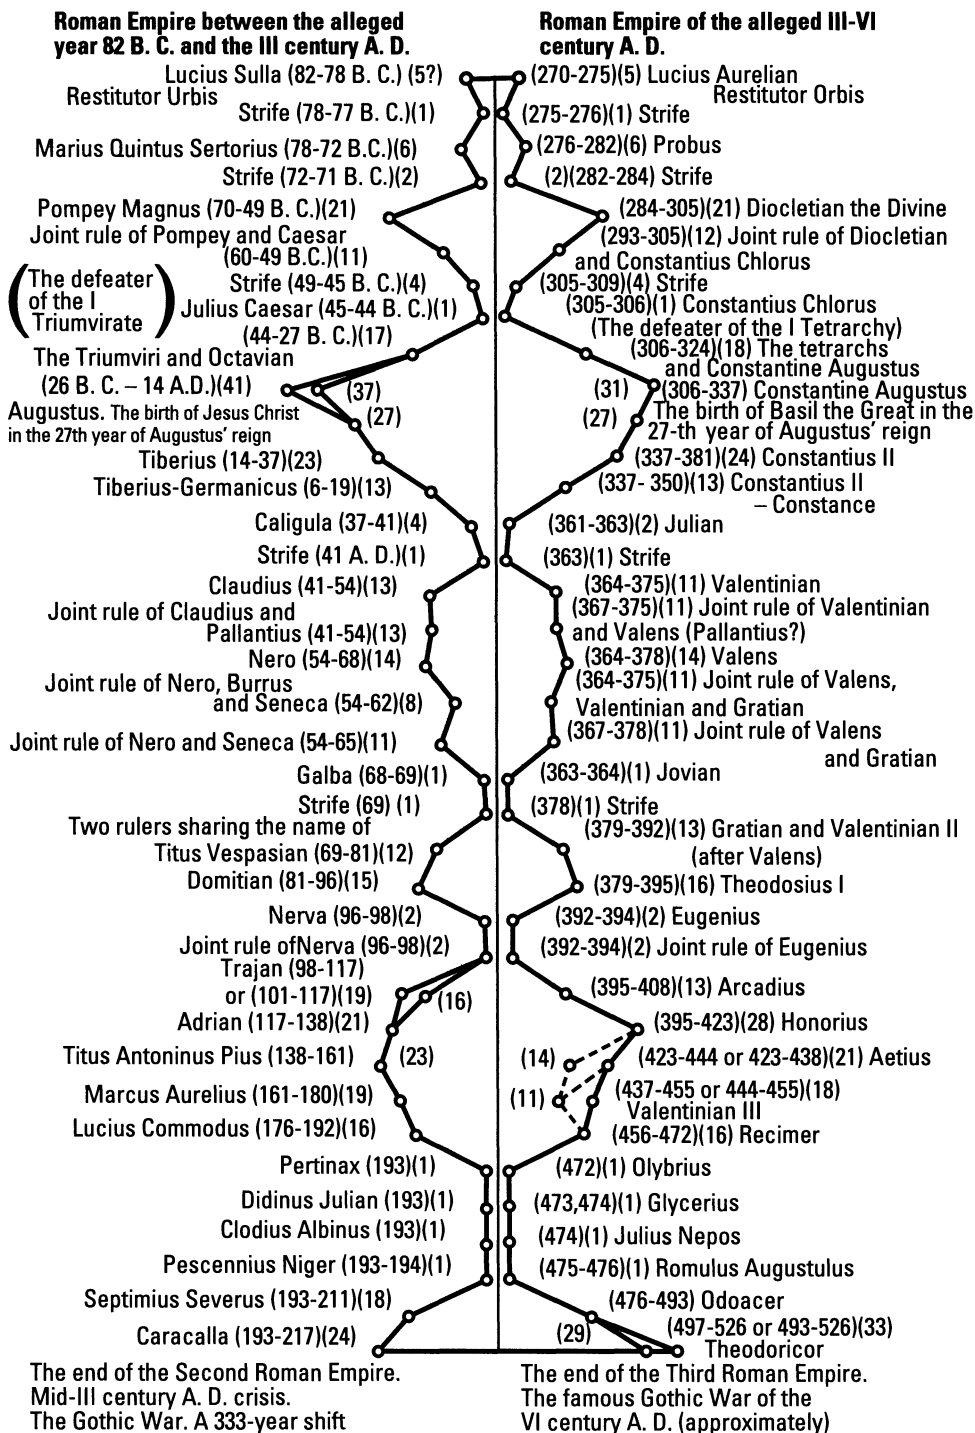 Roman Empire between the alleged
year 82 B. C. and the III century A. D.
Lucius Sulla (82-78 B. C.) (5?)
Restitutor Urbis
Strife (78-77 B. C.)(1)
Marius Quintus Sertorius (78-72 B.C.)(6)
Strife (72-71 B. C.)(2)
Pompey Magnus (70-49 B. C.)(21)
Joint rule of Pompey and Caesar
(60-49 B.C.)(11)
(The defeater
of the I
Triumvirate)
Strife (49-45 B. C.)(4)
Julius Caesar (45-44 B. C.)(1)
(44-27 B. C.)(17)
The Triumviri and Octavian
(26 B. C. – 14 A.D.)(41)
(37)
Augustus. The birth of Jesus Christ
in the 27th year of Augustus' reign
(27)
Tiberius (14-37)(23)
Tiberius-Germanicus (6-19)(13)
Caligula (37-41)(4)
Strife (41 A. D.)(1)
Claudius (41-54)(13)
Joint rule of Claudius and
Pallantius (41-54)(13)
Nero (54-68)(14)
Joint rule of Nero, Burrus
and Seneca (54-62)(8)
Joint rule of Nero and Seneca (54-65)(11)
Galba (68-69)(1)
Strife (69) (1)
Two rulers sharing the name of
Titus Vespasian (69-81)(12)
Domitian (81-96)(15)
Nerva (96-98)(2)
Joint rule ofNerva (96-98)(2)
Trajan (98-117)
or (101-117)(19)
(16)
Adrian (117-138)(21)
Titus Antoninus Pius (138-161)
(23)
Marcus Aurelius (161-180)(19)
Lucius Commodus (176-192)(16)
Pertinax (193)(1)
Didinus Julian (193)(1)
Clodius Albinus (193)(1)
Pescennius Niger (193-194)(1)
Septimius Severus (193-211)(18)
Caracalla (193-217)(24)
The end of the Second Roman Empire.
Mid-III century A. D. crisis.
The Gothic War. A 333-year shift
Roman Empire of the alleged III-VI
century A. D.
(270-275)(5) Lucius Aurelian
Restitutor Orbis
(275-276)(1) Strife
(276-282)(6) Probus
(2)(282-284) Strife
(284-305)(21) Diocletian the Divine
(293-305)(12) Joint rule of Diocletian
and Constantius Chlorus
(305-309)(4) Strife
(305-306)(1) Constantius Chlorus
(The defeater of the I Tetrarchy)
(306-324)(18) The tetrarchs
and Constantine Augustus
(31)
(306-337) Constantine Augustus
(27)
The birth of Basil the Great in the
27-th year of Augustus' reign
(337-381)(24) Constantius II
(337- 350)(13) Constantius II
– Constance
(361-363)(2) Julian
(363)(1) Strife
(364-375)(11) Valentinian
(367-375)(11) Joint rule of Valentinian
and Valens (Pallantius?)
(364-378)(14) Valens
(364-375)(11) Joint rule of Valens,
Valentinian and Gratian
(367-378)(11) Joint rule of Valens
and Gratian
(363-364)(1) Jovian
(378)(1) Strife
(379-392)(13) Gratian and Valentinian II
(after Valens)
(379-395)(16) Theodosius I
(392-394)(2) Eugenius
(392-394)(2) Joint rule of Eugenius
(395-408)(13) Arcadius
(395-423)(28) Honorius
(14)
(423-444 or 423-438)(21) Aetius
(11)
(437-455 or 444-455)(18)
Valentinian III
(456-472)(16) Recimer
(472)(1) Olybrius
(473,474)(1) Glycerius
(474)(1) Julius Nepos
(475-476)(1) Romulus Augustulus
(476-493) Odoacer
(29)
(497-526 or 493-526)(33)
Theodoricor
The end of the Third Roman Empire.
The famous Gothic War of the
VI century A. D. (approximately)